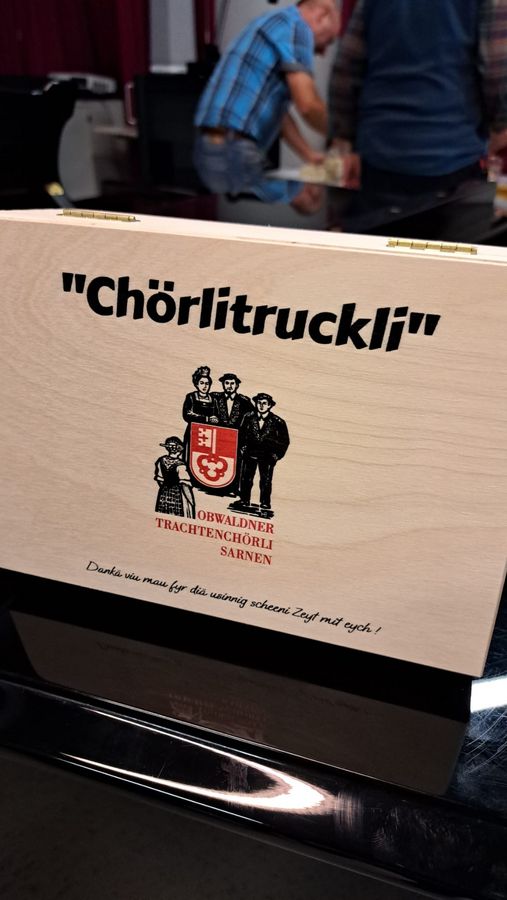 "Chörlitruckli"
OBWALDNER
TRACHTENCHÖRLI
SARNEN
Dankä viu mau fyr diä usinnig scheeni Zeyt mit eych!